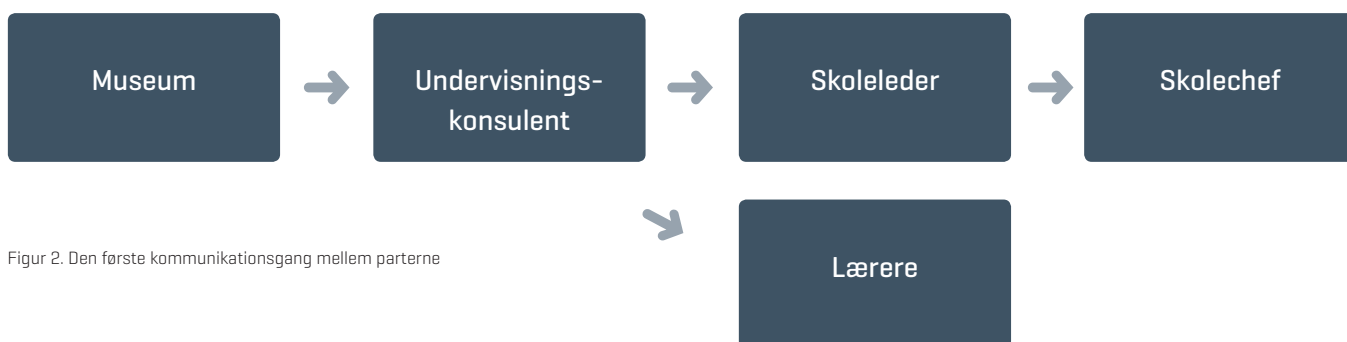 Museum
Undervisnings-
konsulent
Skoleleder
Skolechef
Figur 2. Den første kommunikationsgang mellem parterne
Lærere